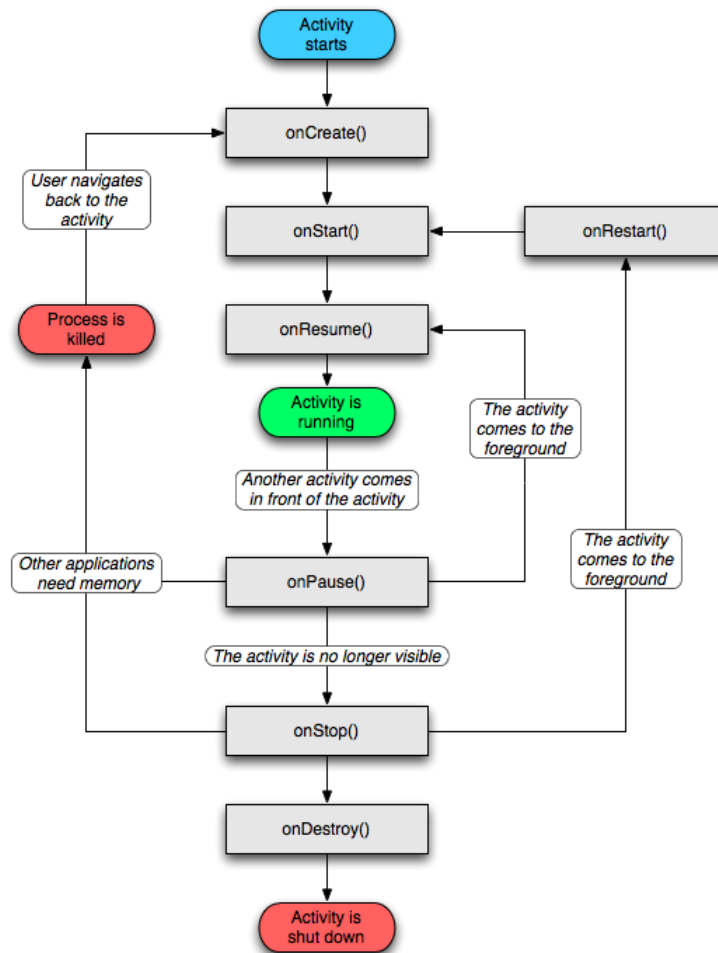 Activity
starts
onCreate()
User navigates
back to the
activity
onStart()
onRestart()
Process is
killed
onResume()
Activity is
running
The activity
comes to the
foreground
Another activity comes
in front of the activity
Other applications
need memory
onPause()
The activity
comes to the
foreground
The activity is no longer visible
onStop()
onDestroy()
Activity is
shut down